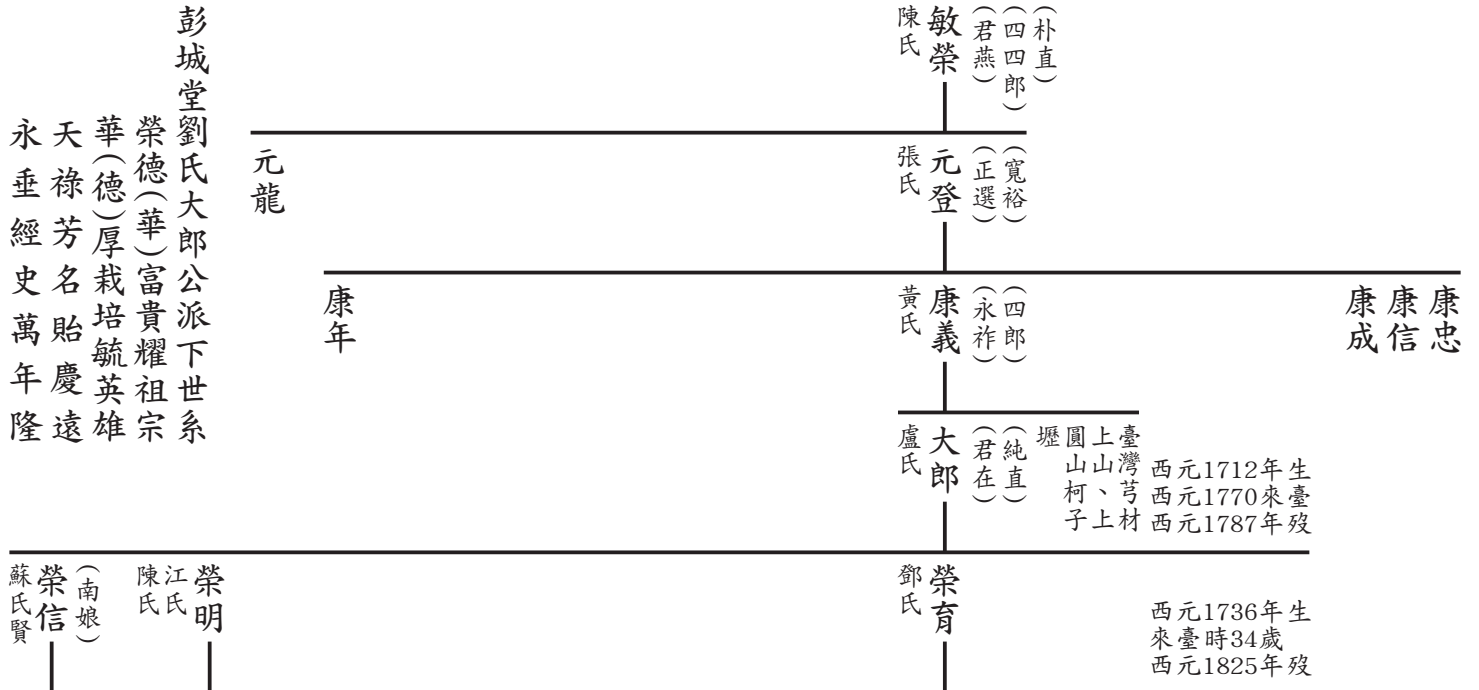 (朴直)
(四四郎)
(君燕)
敏榮
陳氏
(寬裕)
(正選)
元登
張氏
元龍
康忠
康信
康成
(四郎)
(永祚)
康義
黃氏
康年
西元1712年生
西元1770來臺
西元1787年歿
臺灣芎材
上山、上
圓山柯子
壢
(純直)
(君在)
大郎
盧氏
西元1736年生
來臺時34歲
西元1825年歿
榮育
鄧氏
榮明
江氏
陳氏
(南娘)
榮信
蘇氏賢
彭城堂劉氏大郎公派下世系
榮德(華)富貴耀祖宗
華(德)厚栽培毓英雄
天祿芳名貽慶遠
永垂經史萬年隆